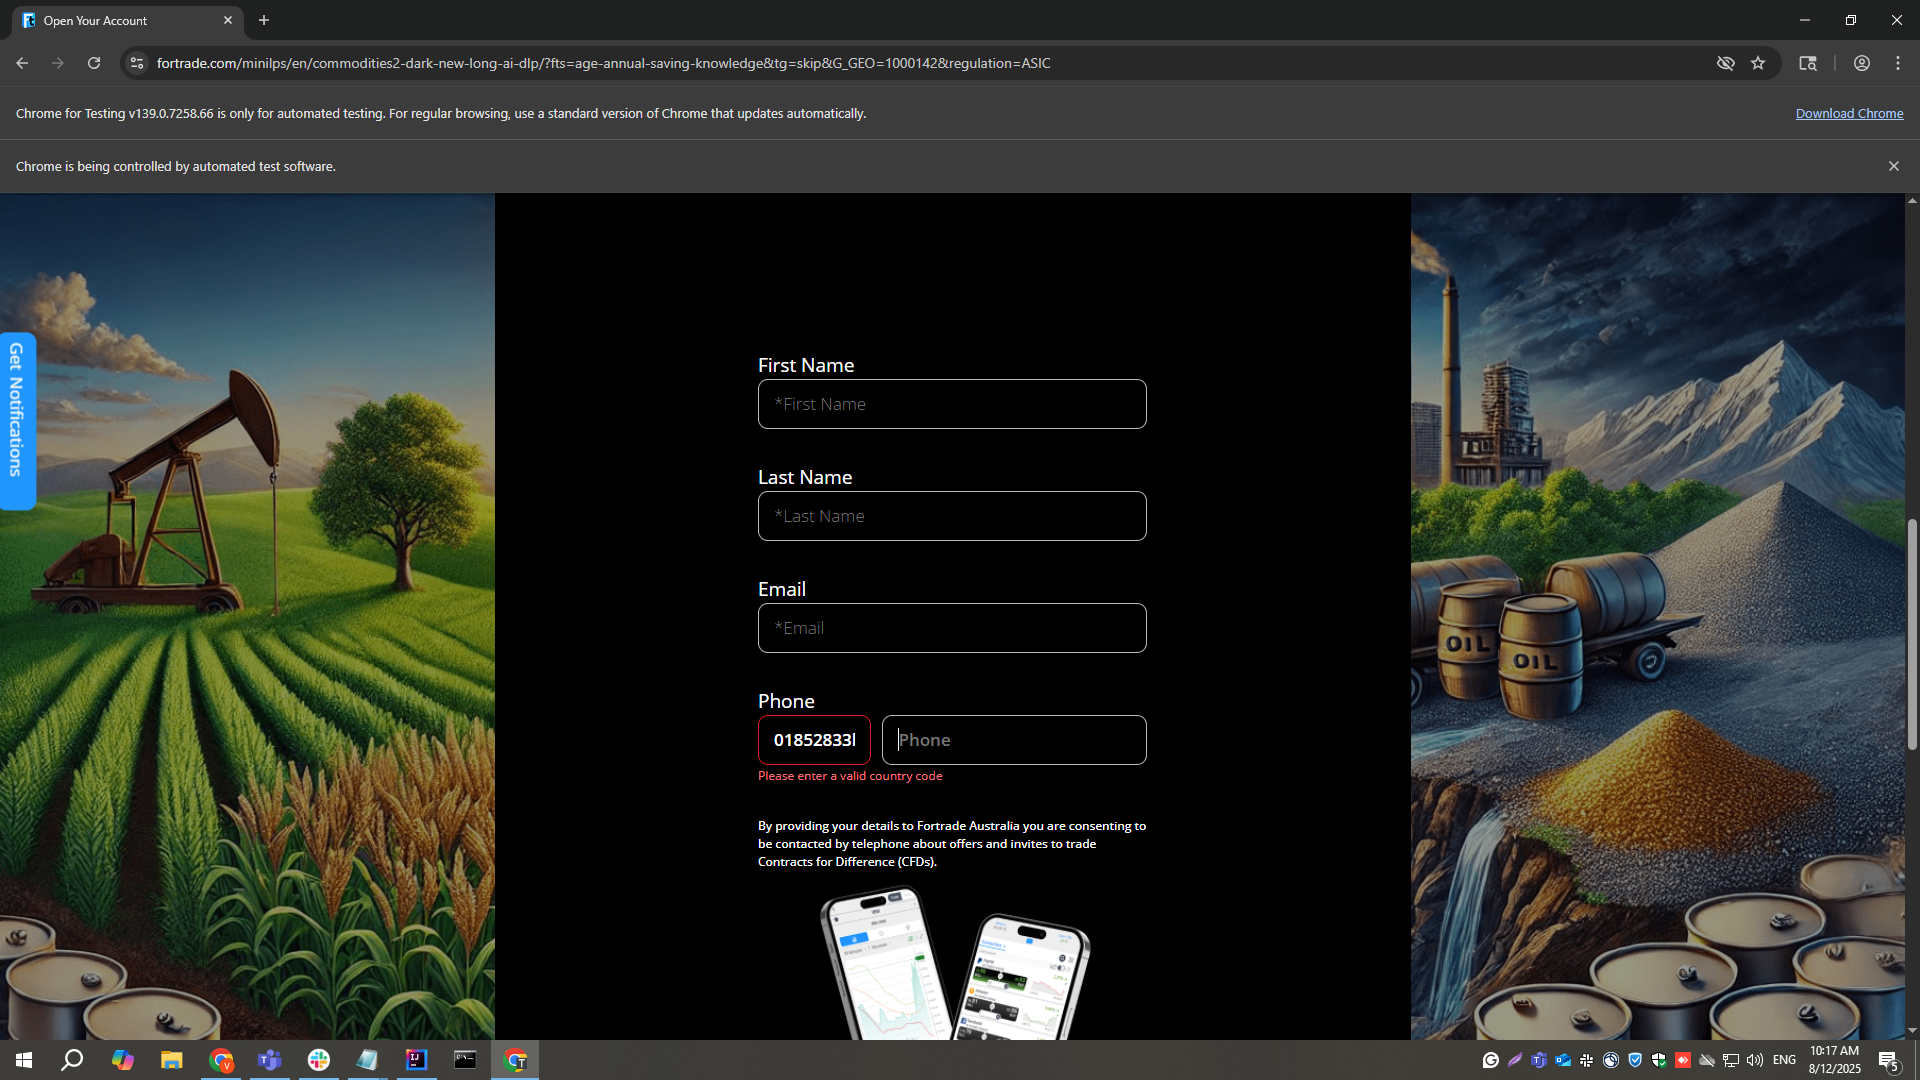 Open Your Account
fortrade.com/minilps/en/commodities2-dark-new-long-ai-dlp/?fts=age-annual-saving-knowledge&tg=skip&G_GEO=1000142&regulation=ASIC
Chrome for Testing v139.0.7258.66 is only for automated testing. For regular browsing, use a standard version of Chrome that updates automatically.
Download Chrome
Chrome is being controlled by automated test software.
Get Notifications
First Name
*First Name
Last Name
*Last Name
Email
*Email
Phone
01852833
Phone
Please enter a valid country code
By providing your details to Fortrade Australia you are consenting to
be contacted by telephone about offers and invites to trade
Contracts for Difference (CFDs).
OIL
OIL
ENG
10:17 AM
8/12/2025
5